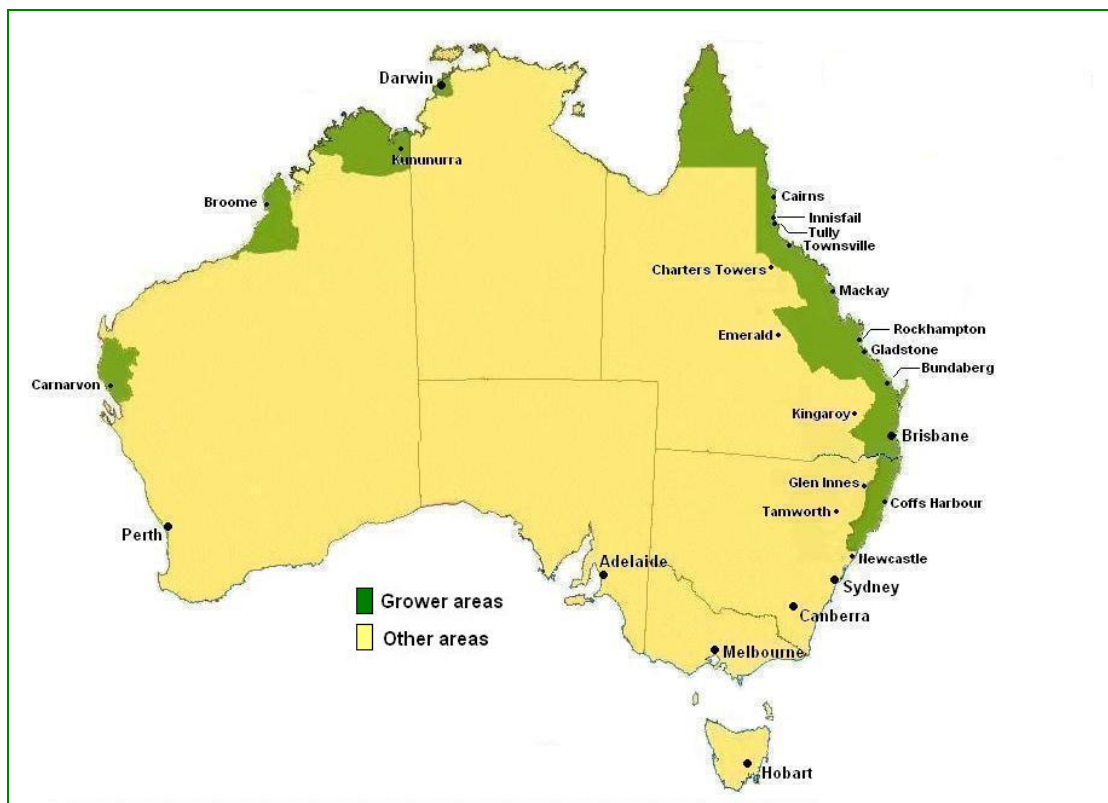 Darwin
Kununurra
Broome
Cairns
Innisfail
Tully
Townsville
Charters Towers
Mackay
Rockhampton
Emerald
Gladstone
Bundaberg
Carnarvon
Kingaroy
Brisbane
Glen Innes
Coffs Harbour
Tamworth
Perth
Newcastle
Adelaide
Sydney
Grower areas
Canberra
Other areas
Melbourne
Hobart